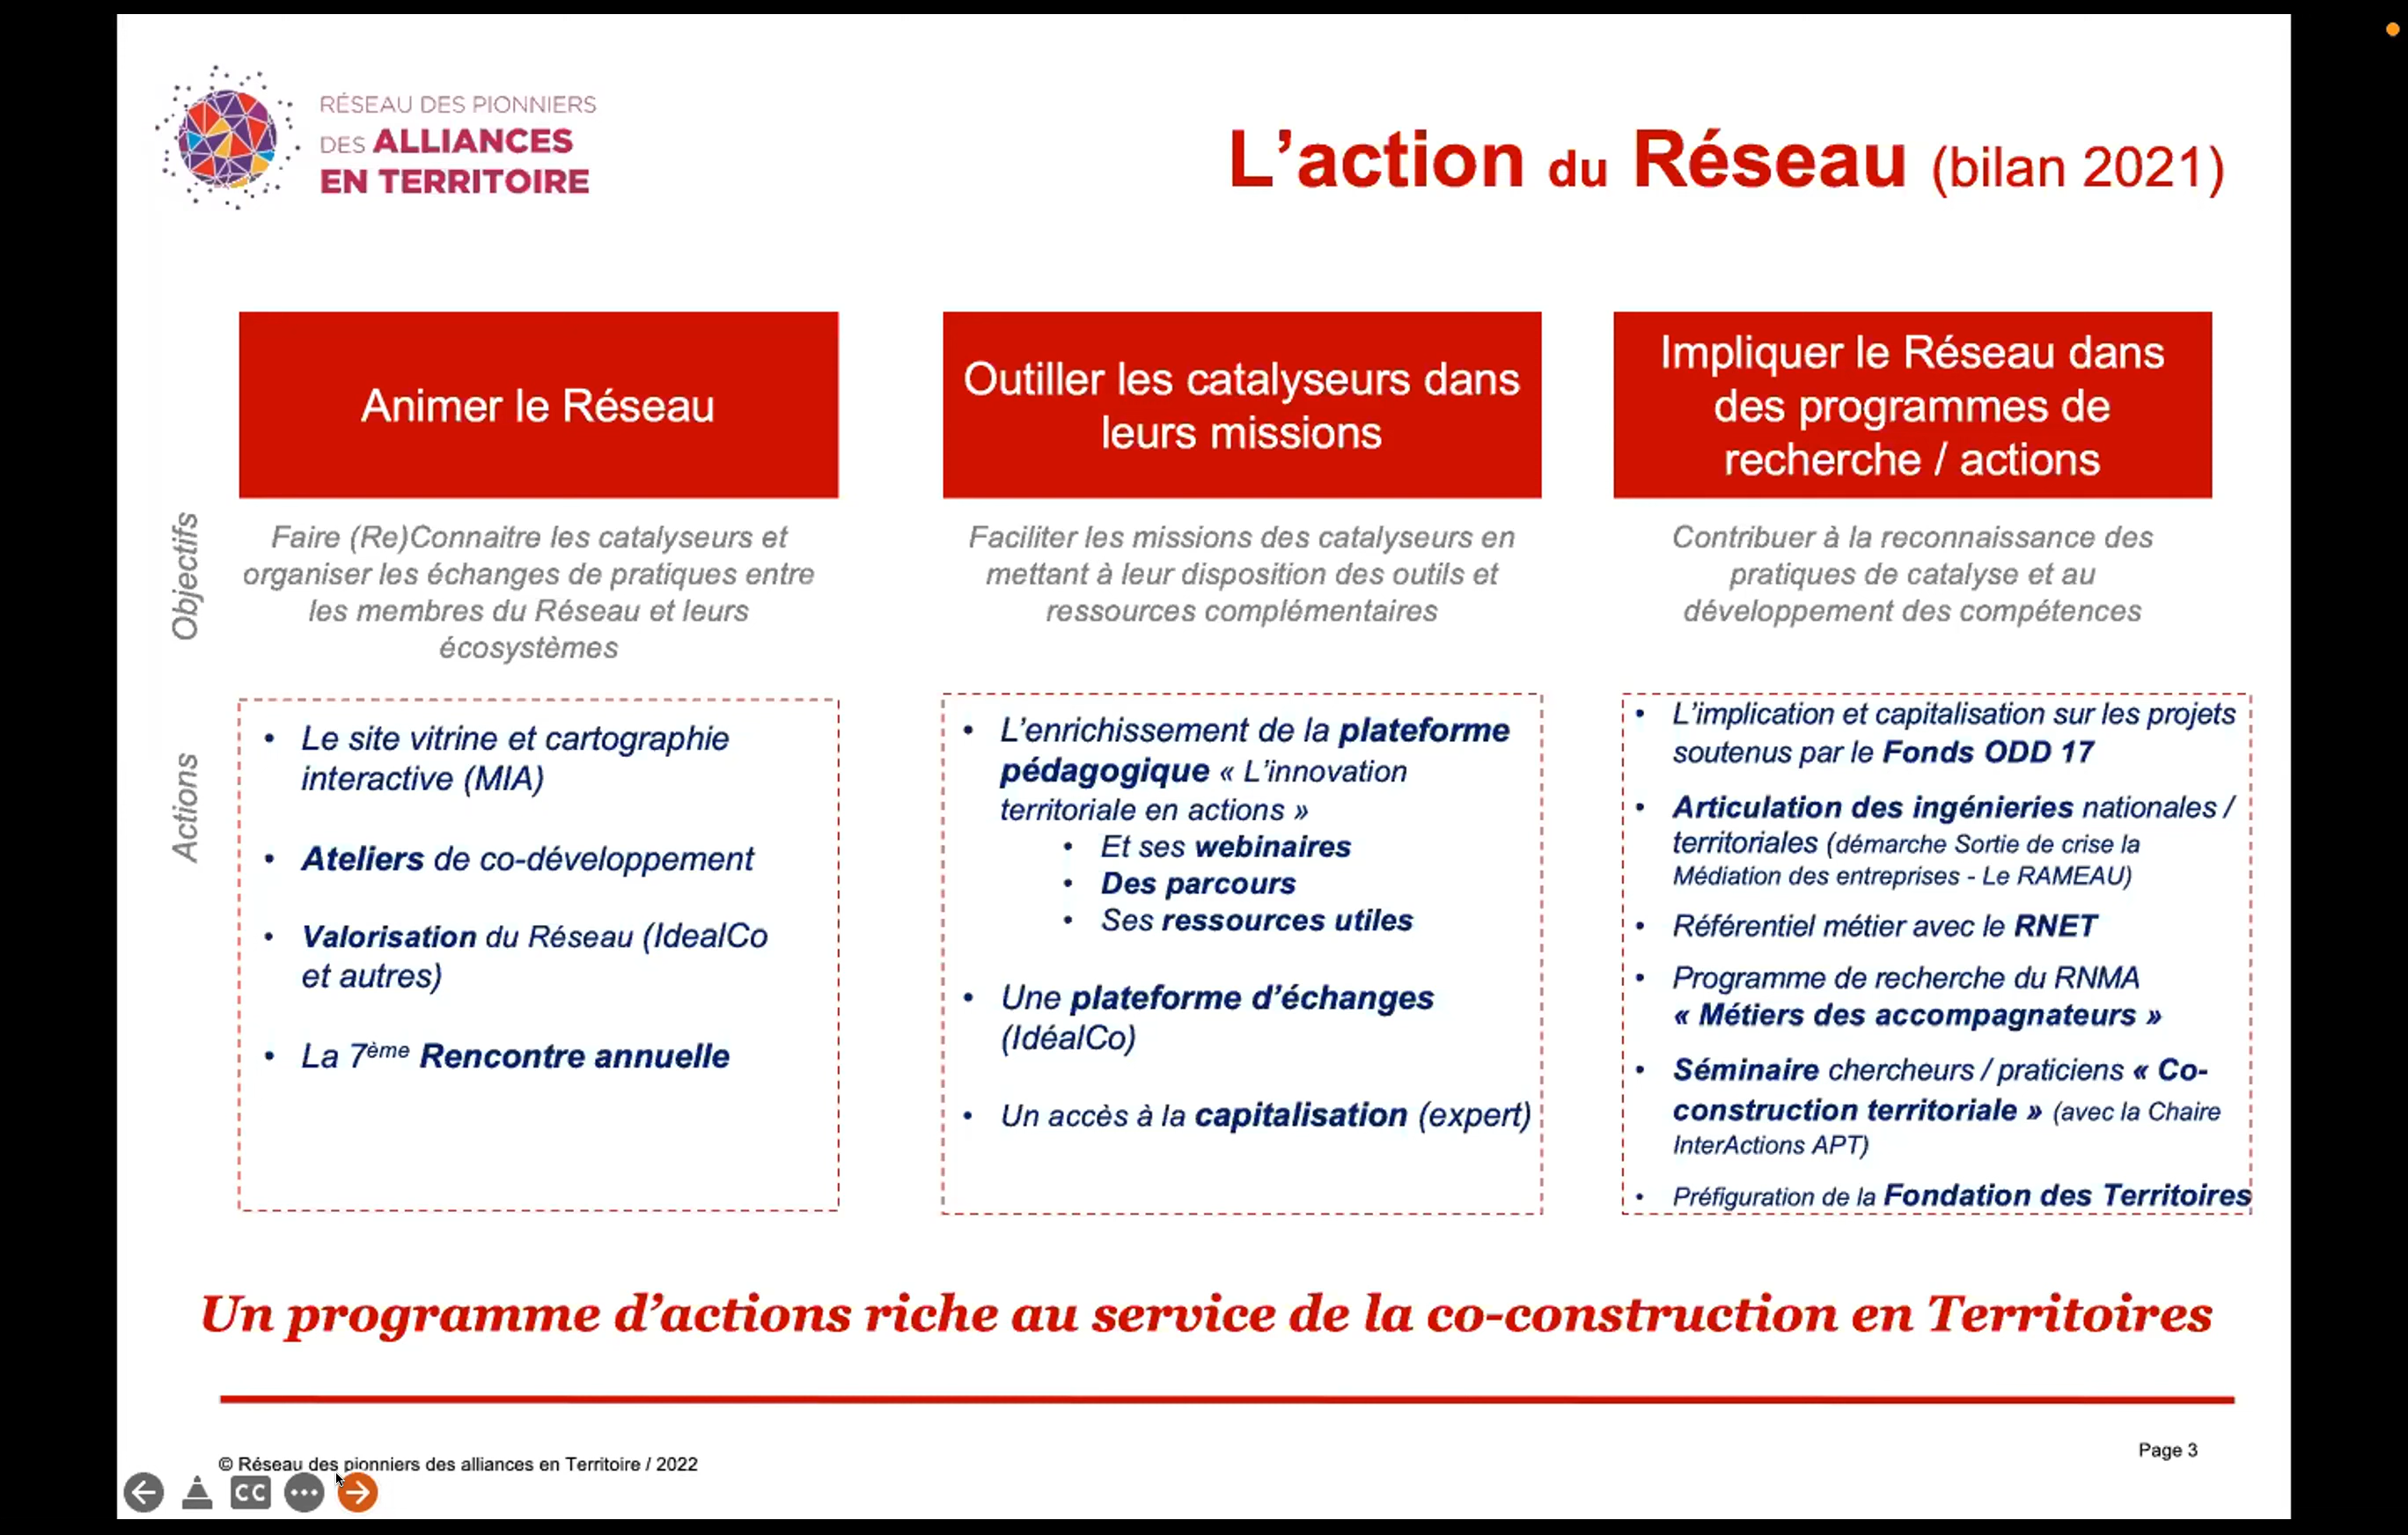 RÉSEAU DES PIONNIERS
DES ALLIANCES
EN TERRITOIRE
L'action du Réseau (bilan 2021)
Animer le Réseau
Outiller les catalyseurs dans
leurs missions
Impliquer le Réseau dans
des programmes de
recherche / actions
Objectifs
Faire (Re)Connaitre les catalyseurs et
organiser les échanges de pratiques entre
les membres du Réseau et leurs
écosystèmes
Faciliter les missions des catalyseurs en
mettant à leur disposition des outils et
ressources complémentaires
Contribuer à la reconnaissance des
pratiques de catalyse et au
développement des compétences
Actions
• Le site vitrine et cartographie
interactive (MIA)
• Ateliers de co-développement
• Valorisation du Réseau (IdealCo
et autres)
• La 7ème Rencontre annuelle
• L'enrichissement de la plateforme
pédagogique « L'innovation
territoriale en actions »
• Et ses webinaires
• Des parcours
• Ses ressources utiles
• Une plateforme d'échanges
(IdéalCo)
• Un accès à la capitalisation (expert)
• L'implication et capitalisation sur les projets
soutenus par le Fonds ODD 17
• Articulation des ingénieries nationales /
territoriales (démarche Sortie de crise la
Médiation des entreprises - Le RAMEAU)
• Référentiel métier avec le RNET
• Programme de recherche du RNMA
« Métiers des accompagnateurs »
• Séminaire chercheurs / praticiens « Co-
construction territoriale » (avec la Chaire
InterActions APT)
• Préfiguration de la Fondation des Territoires
Un programme d'actions riche au service de la co-construction en Territoires
© Réseau des pionniers des alliances en Territoire / 2022
Page 3
CC